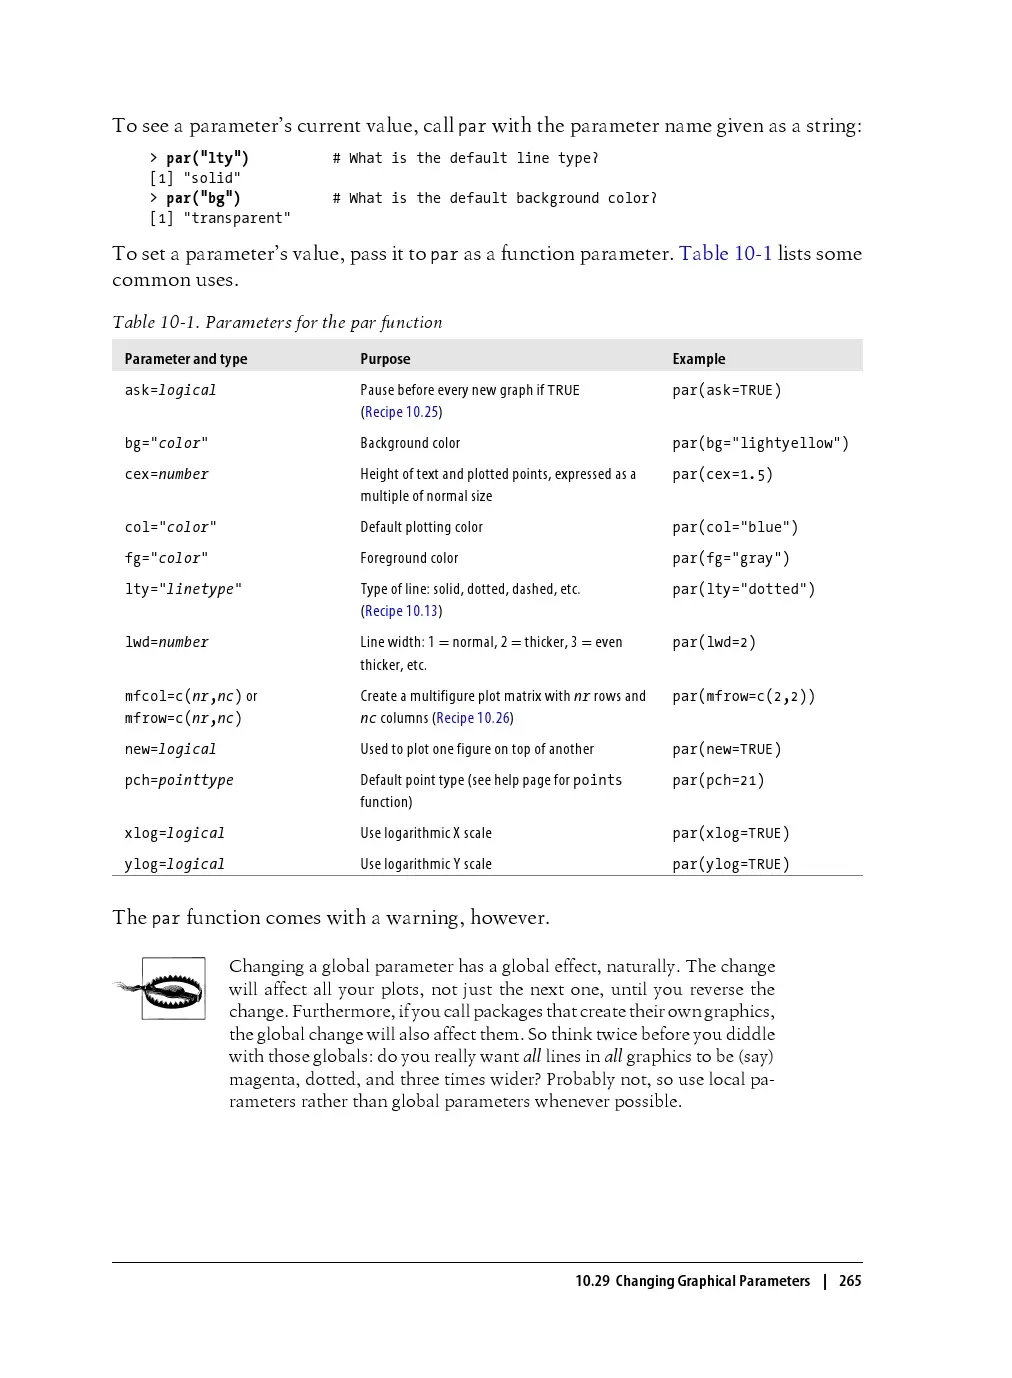 To see a parameter’s current value, call par with the parameter name given as a string:
> par("lty") # What is the default line type?
[1] "solid"
> par("bg") # What is the default background color?
[1] "transparent"
To set a parameter’s value, pass it to par as a function parameter. Table 10-1 lists some
common uses.
Table 10-1. Parameters for the par function
Parameter and type Purpose Example
ask=logical Pause before every new graph if TRUE par(ask=TRUE)
(Recipe 10.25)
bg="color" Background color par(bg="lightyellow")
cex=number Height of text and plotted points, expressed as a par(cex=1.5)
multiple of normal size
col="color" Default plotting color par(col="blue")
fg="color" Foreground color par(fg="gray")
lty="linetype" Type of line: solid, dotted, dashed, etc. par(lty="dotted")
(Recipe 10.13)
lwd=number Line width: 1 = normal, 2 = thicker, 3 = even par(lwd=2)
thicker, etc.
mfcol=c(nr,nc) or Create a multifigure plot matrix with nr rows and par(mfrow=c(2,2))
mfrow=c(nr,nc) nc columns (Recipe 10.26)
new=logical Used to plot one figure on top of another par(new=TRUE)
pch=pointtype Default point type (see help page for points par(pch=21)
function)
xlog=logical Use logarithmic X scale par(xlog=TRUE)
ylog=logical Use logarithmic Y scale par(ylog=TRUE)
The par function comes with a warning, however.
Changing a global parameter has a global effect, naturally. The change
will affect all your plots, not just the next one, until you reverse the
change. Furthermore, if you call packages that create their own graphics,
the global change will also affect them. So think twice before you diddle
with those globals: do you really want all lines in all graphics to be (say)
magenta, dotted, and three times wider? Probably not, so use local pa-
rameters rather than global parameters whenever possible.
10.29 Changing Graphical Parameters | 265